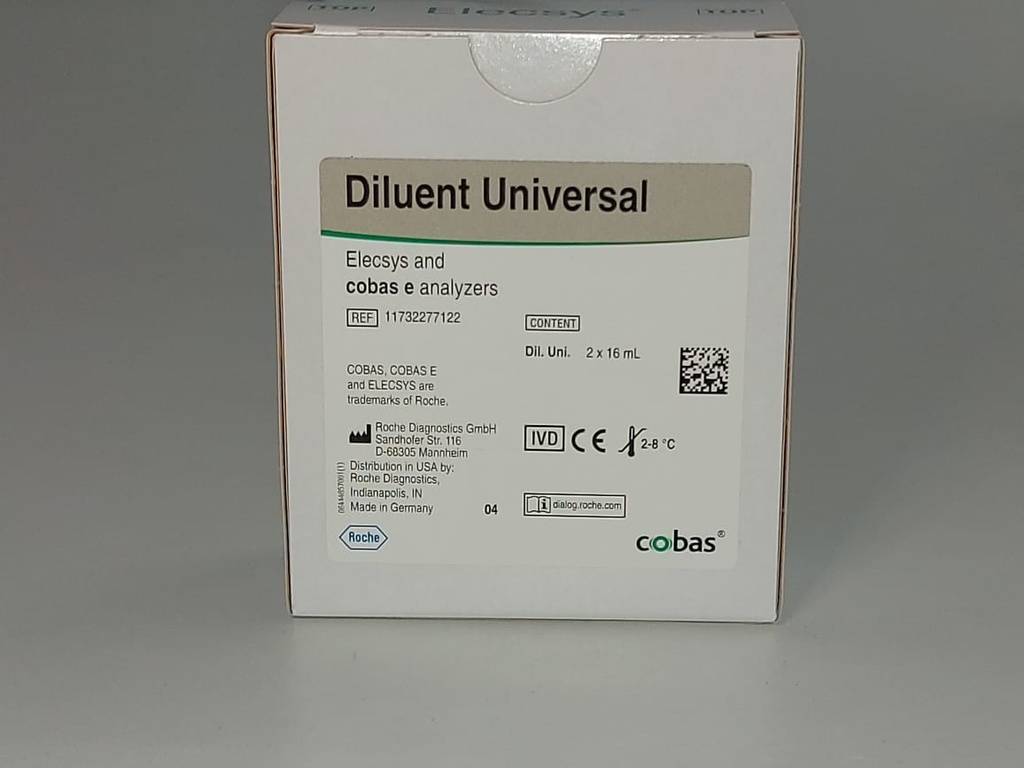 TOP Elecsys® TOP
Diluent Universal
Elecsys and
cobas e analyzers
REF 11732277122
CONTENT
Dil. Uni. 2 x 16 mL
COBAS, COBAS E
and ELECSYS are
trademarks of Roche.
Roche Diagnostics GmbH
Sandhofer Str. 116
D-68305 Mannheim
IVD CE 2-8 °C
Distribution in USA by:
Roche Diagnostics,
Indianapolis, IN
Made in Germany
04
i dialog.roche.com
Roche
cobas®